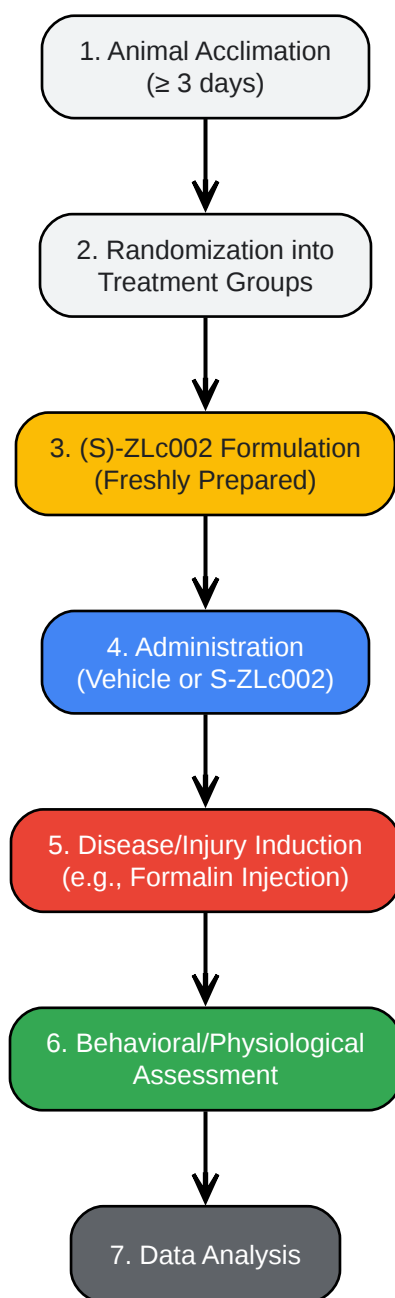 1. Animal Acclimation
(≥ 3 days)
2. Randomization into
Treatment Groups
3. (S)-ZLc002 Formulation
(Freshly Prepared)
4. Administration
(Vehicle or S-ZLc002)
5. Disease/Injury Induction
(e.g., Formalin Injection)
6. Behavioral/Physiological
Assessment
7. Data Analysis